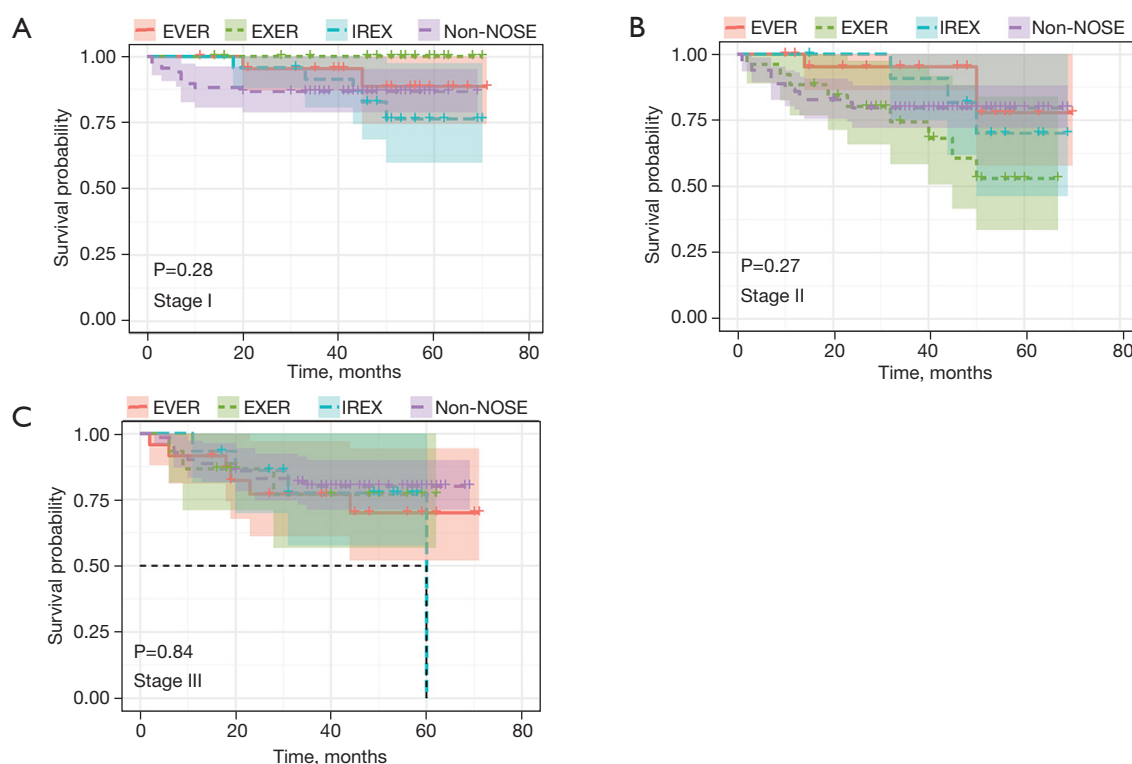 A
EVER EXER IREX Non-NOSE
Survival probability
1.00
0.75
0.50
0.25
0.00
P=0.28
Stage I
0 20 40 60 80
Time, months
B
EVER EXER IREX Non-NOSE
Survival probability
1.00
0.75
0.50
0.25
0.00
P=0.27
Stage II
0 20 40 60 80
Time, months
C
EVER EXER IREX Non-NOSE
Survival probability
1.00
0.75
0.50
0.25
0.00
P=0.84
Stage III
0 20 40 60 80
Time, months